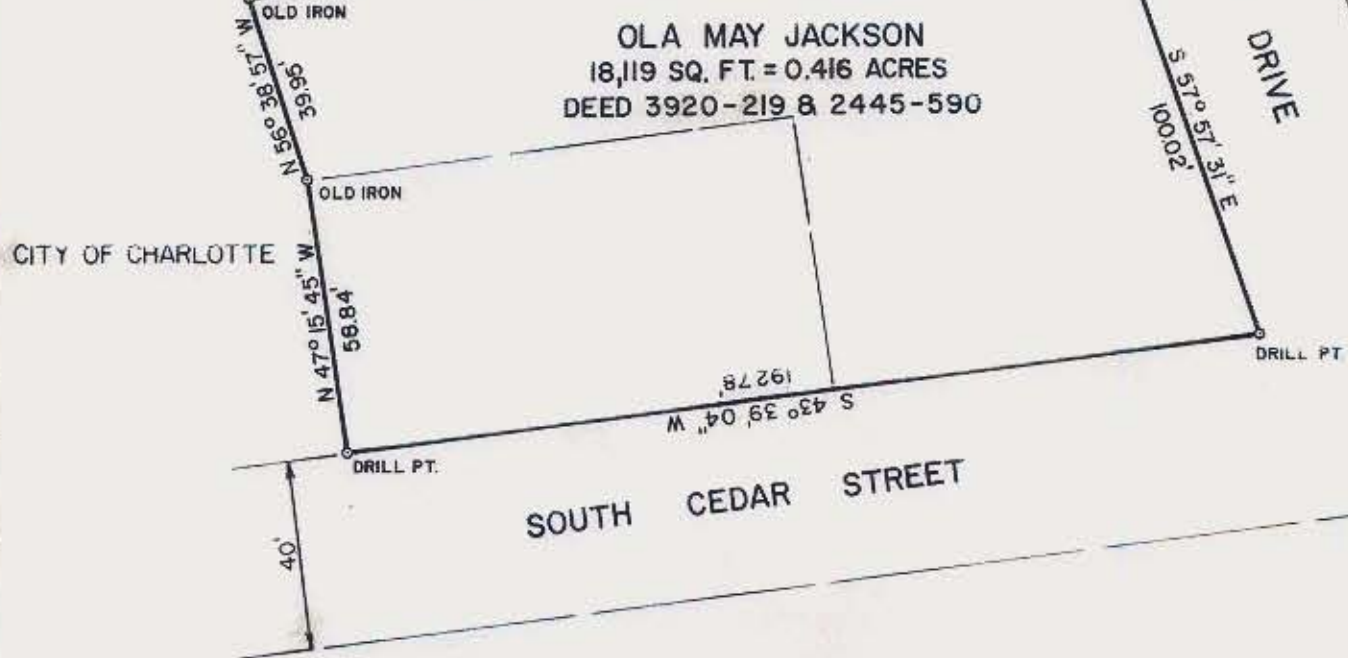 OLD IRON
N 56° 38' 57" W
39.95'
OLA MAY JACKSON
18,119 SQ. FT. = 0.416 ACRES
DEED 3920-219 & 2445-590
S 57° 57' 31" E
100.02'
DRIVE
OLD IRON
CITY OF CHARLOTTE
N 47° 15' 45" W
58.84'
DRILL PT
192.78'
S 43° 39' 04" W
DRILL PT.
SOUTH CEDAR STREET
40'